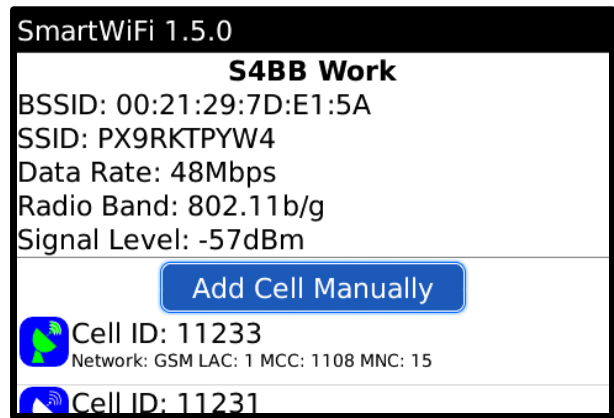 SmartWiFi 1.5.0
S4BB Work
BSSID: 00:21:29:7D:E1:5A
SSID: PX9RKTPYW4
Data Rate: 48Mbps
Radio Band: 802.11b/g
Signal Level: -57dBm
Add Cell Manually
Cell ID: 11233
Network: GSM LAC: 1 MCC: 1108 MNC: 15
Cell ID: 11231